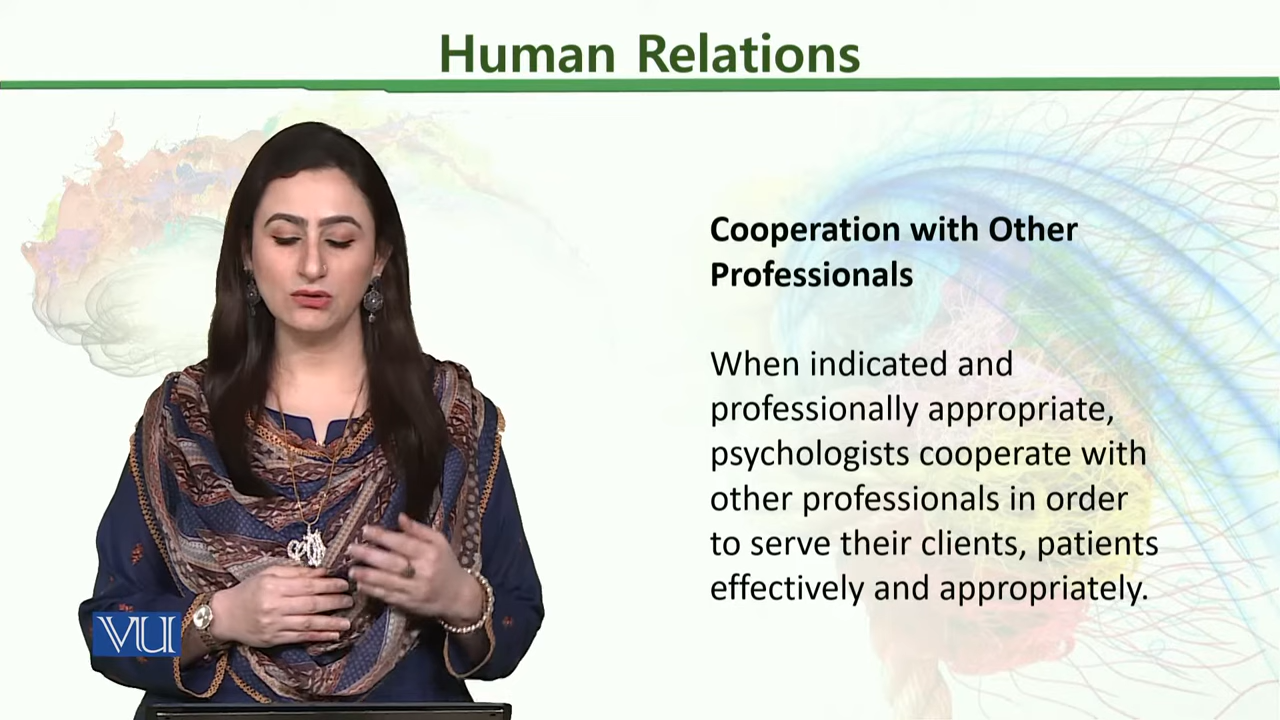 Human Relations
Cooperation with Other
Professionals
When indicated and
professionally appropriate,
psychologists cooperate with
other professionals in order
to serve their clients, patients
effectively and appropriately.
VU